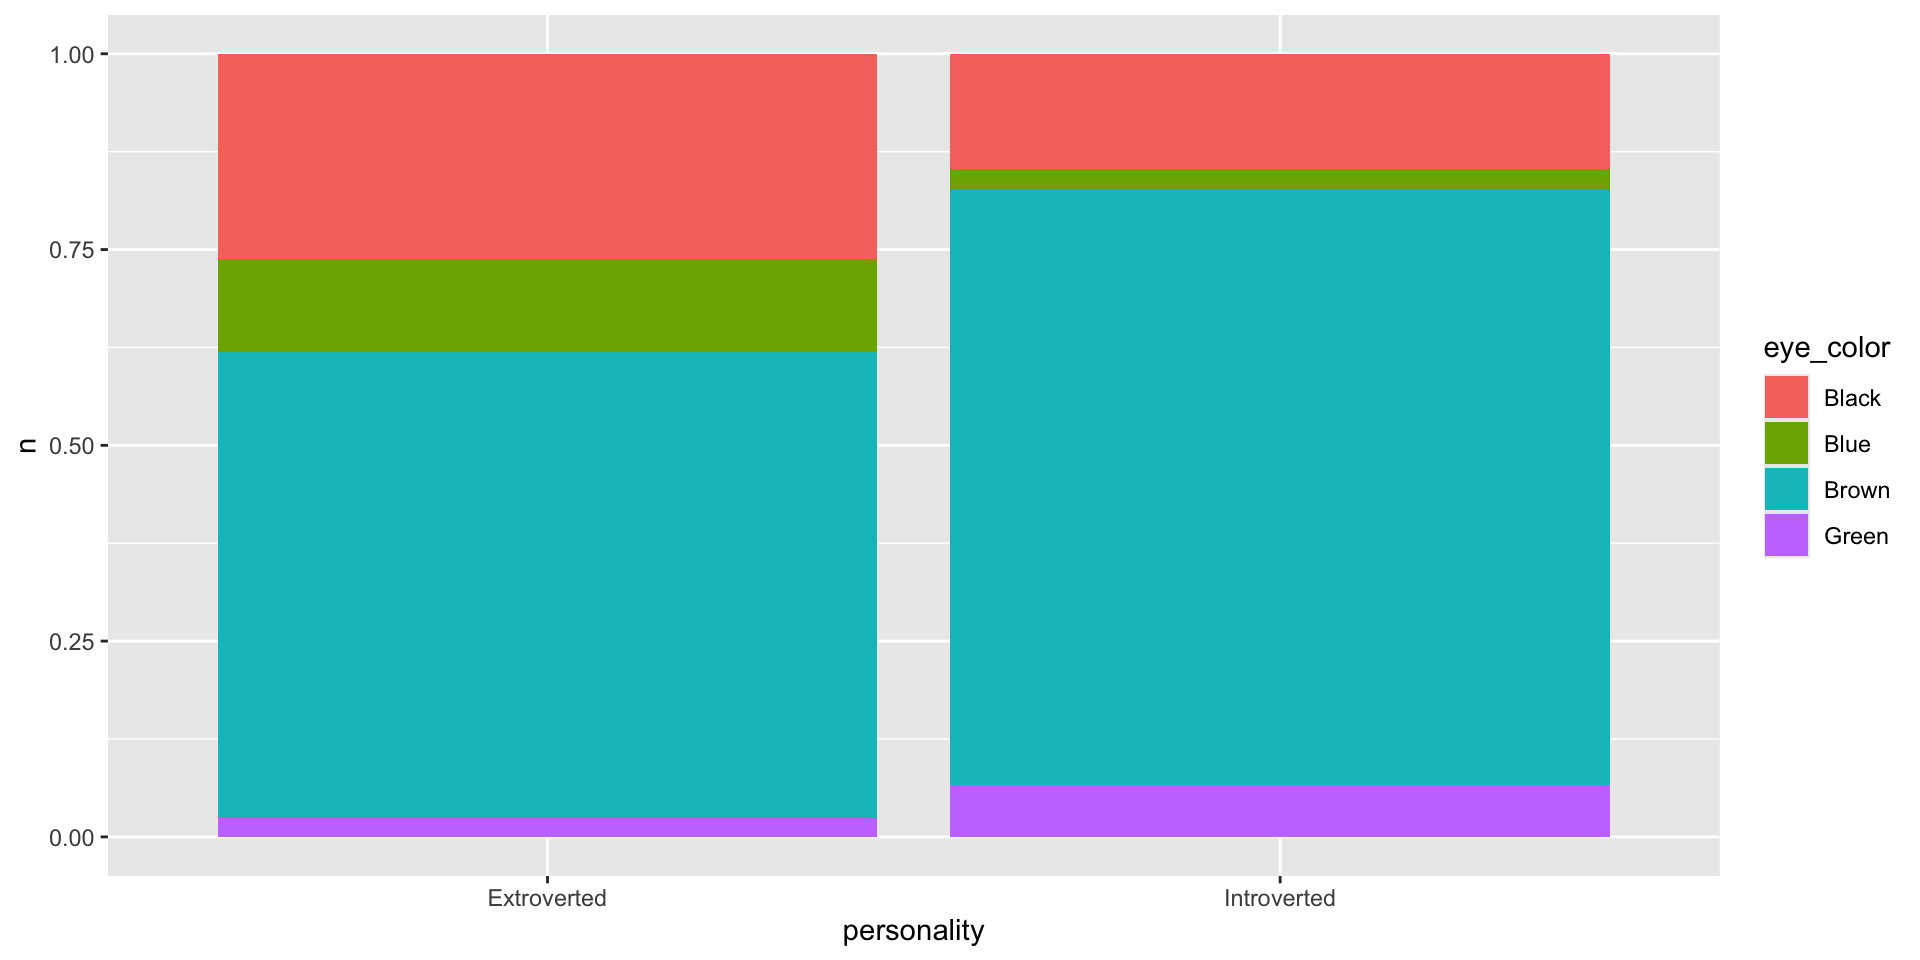 1.00
0.75
0.50
0.25
0.00
n
Extroverted
Introverted
personality
eye_color
Black
Blue
Brown
Green